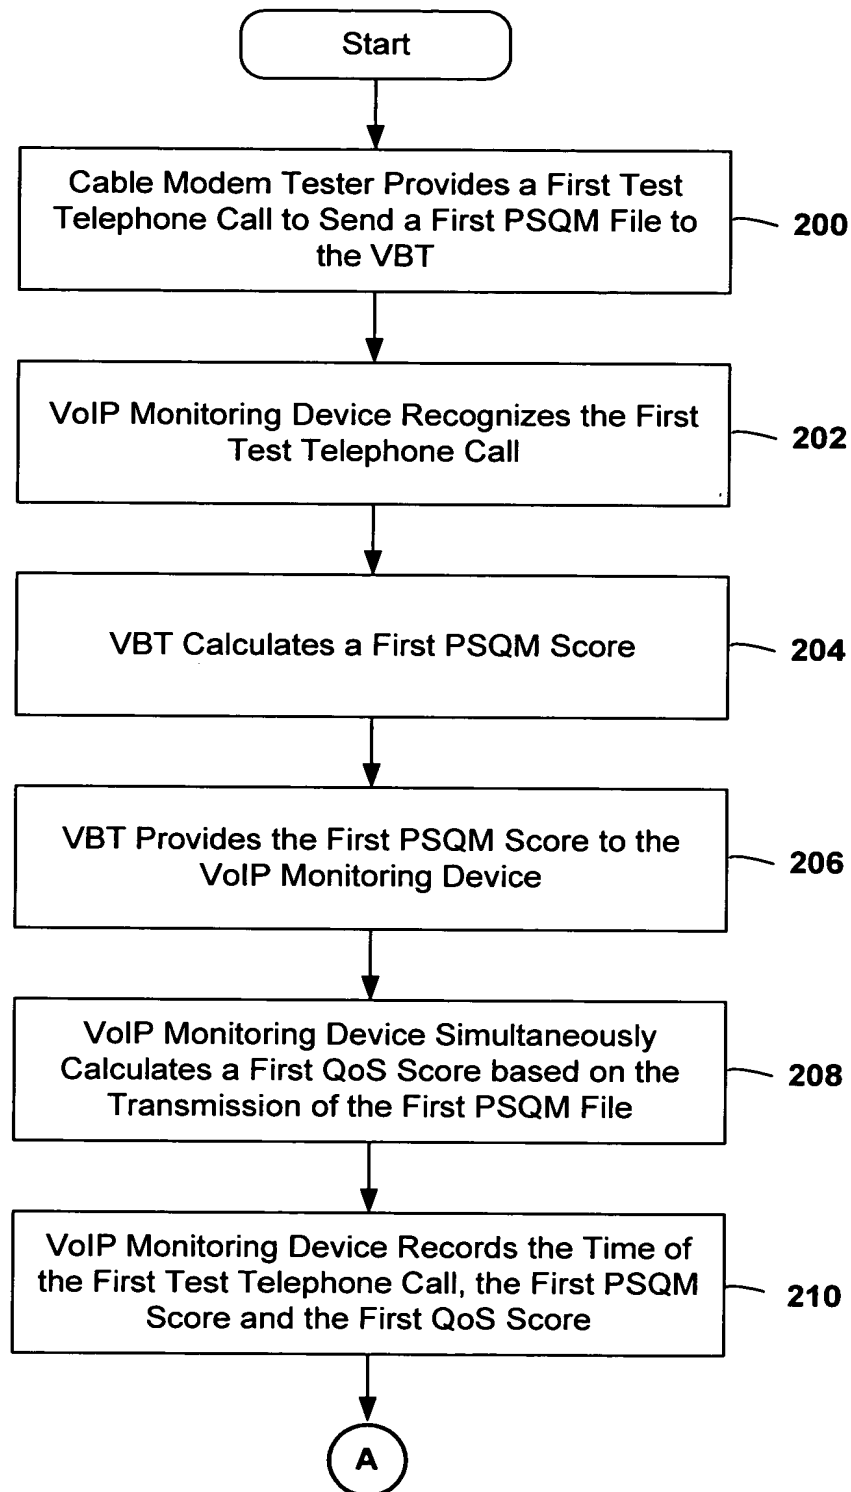 Start
Cable Modem Tester Provides a First Test
Telephone Call to Send a First PSQM File to
the VBT
200
VoIP Monitoring Device Recognizes the First
Test Telephone Call
202
VBT Calculates a First PSQM Score
204
VBT Provides the First PSQM Score to the
VoIP Monitoring Device
206
VoIP Monitoring Device Simultaneously
Calculates a First QoS Score based on the
Transmission of the First PSQM File
208
VoIP Monitoring Device Records the Time of
the First Test Telephone Call, the First PSQM
Score and the First QoS Score
210
A